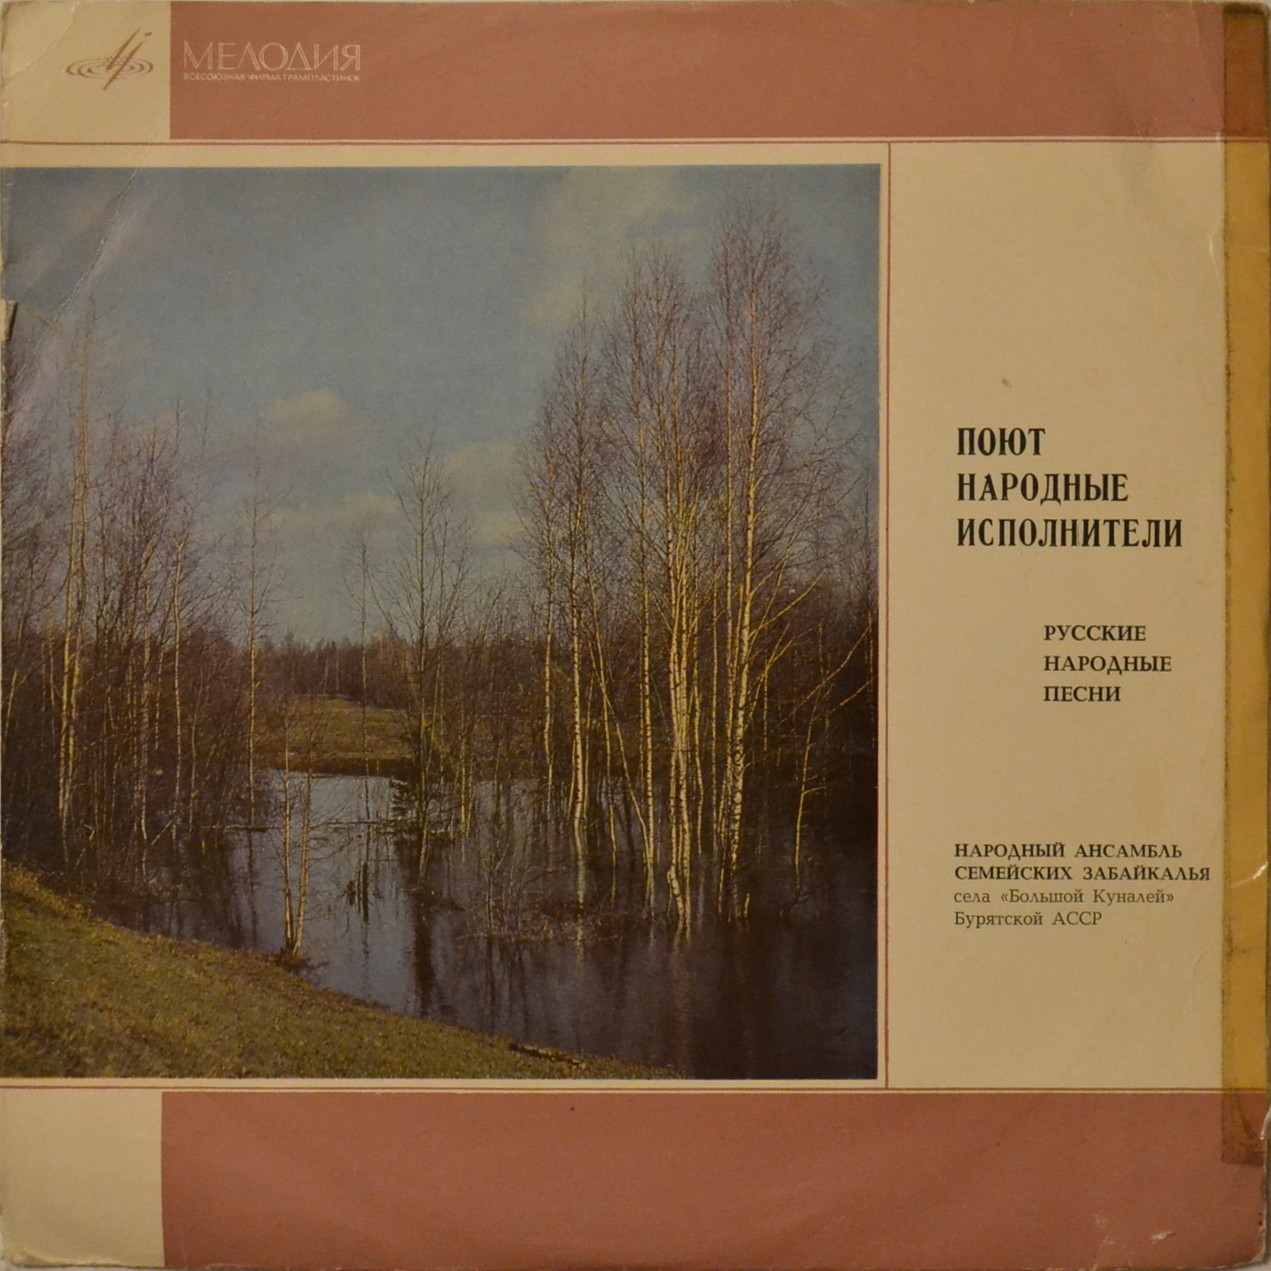 МЕЛОДИЯ
ВСЕСОЮЗНАЯ ФИРМА ГРАМПЛАСТИНОК
ПОЮТ
НАРОДНЫЕ
ИСПОЛНИТЕЛИ
РУССКИЕ
НАРОДНЫЕ
ПЕСНИ
НАРОДНЫЙ АНСАМБЛЬ
СЕМЕЙСКИХ ЗАБАЙКАЛЬЯ
села «Большой Куналей»
Бурятской АССР